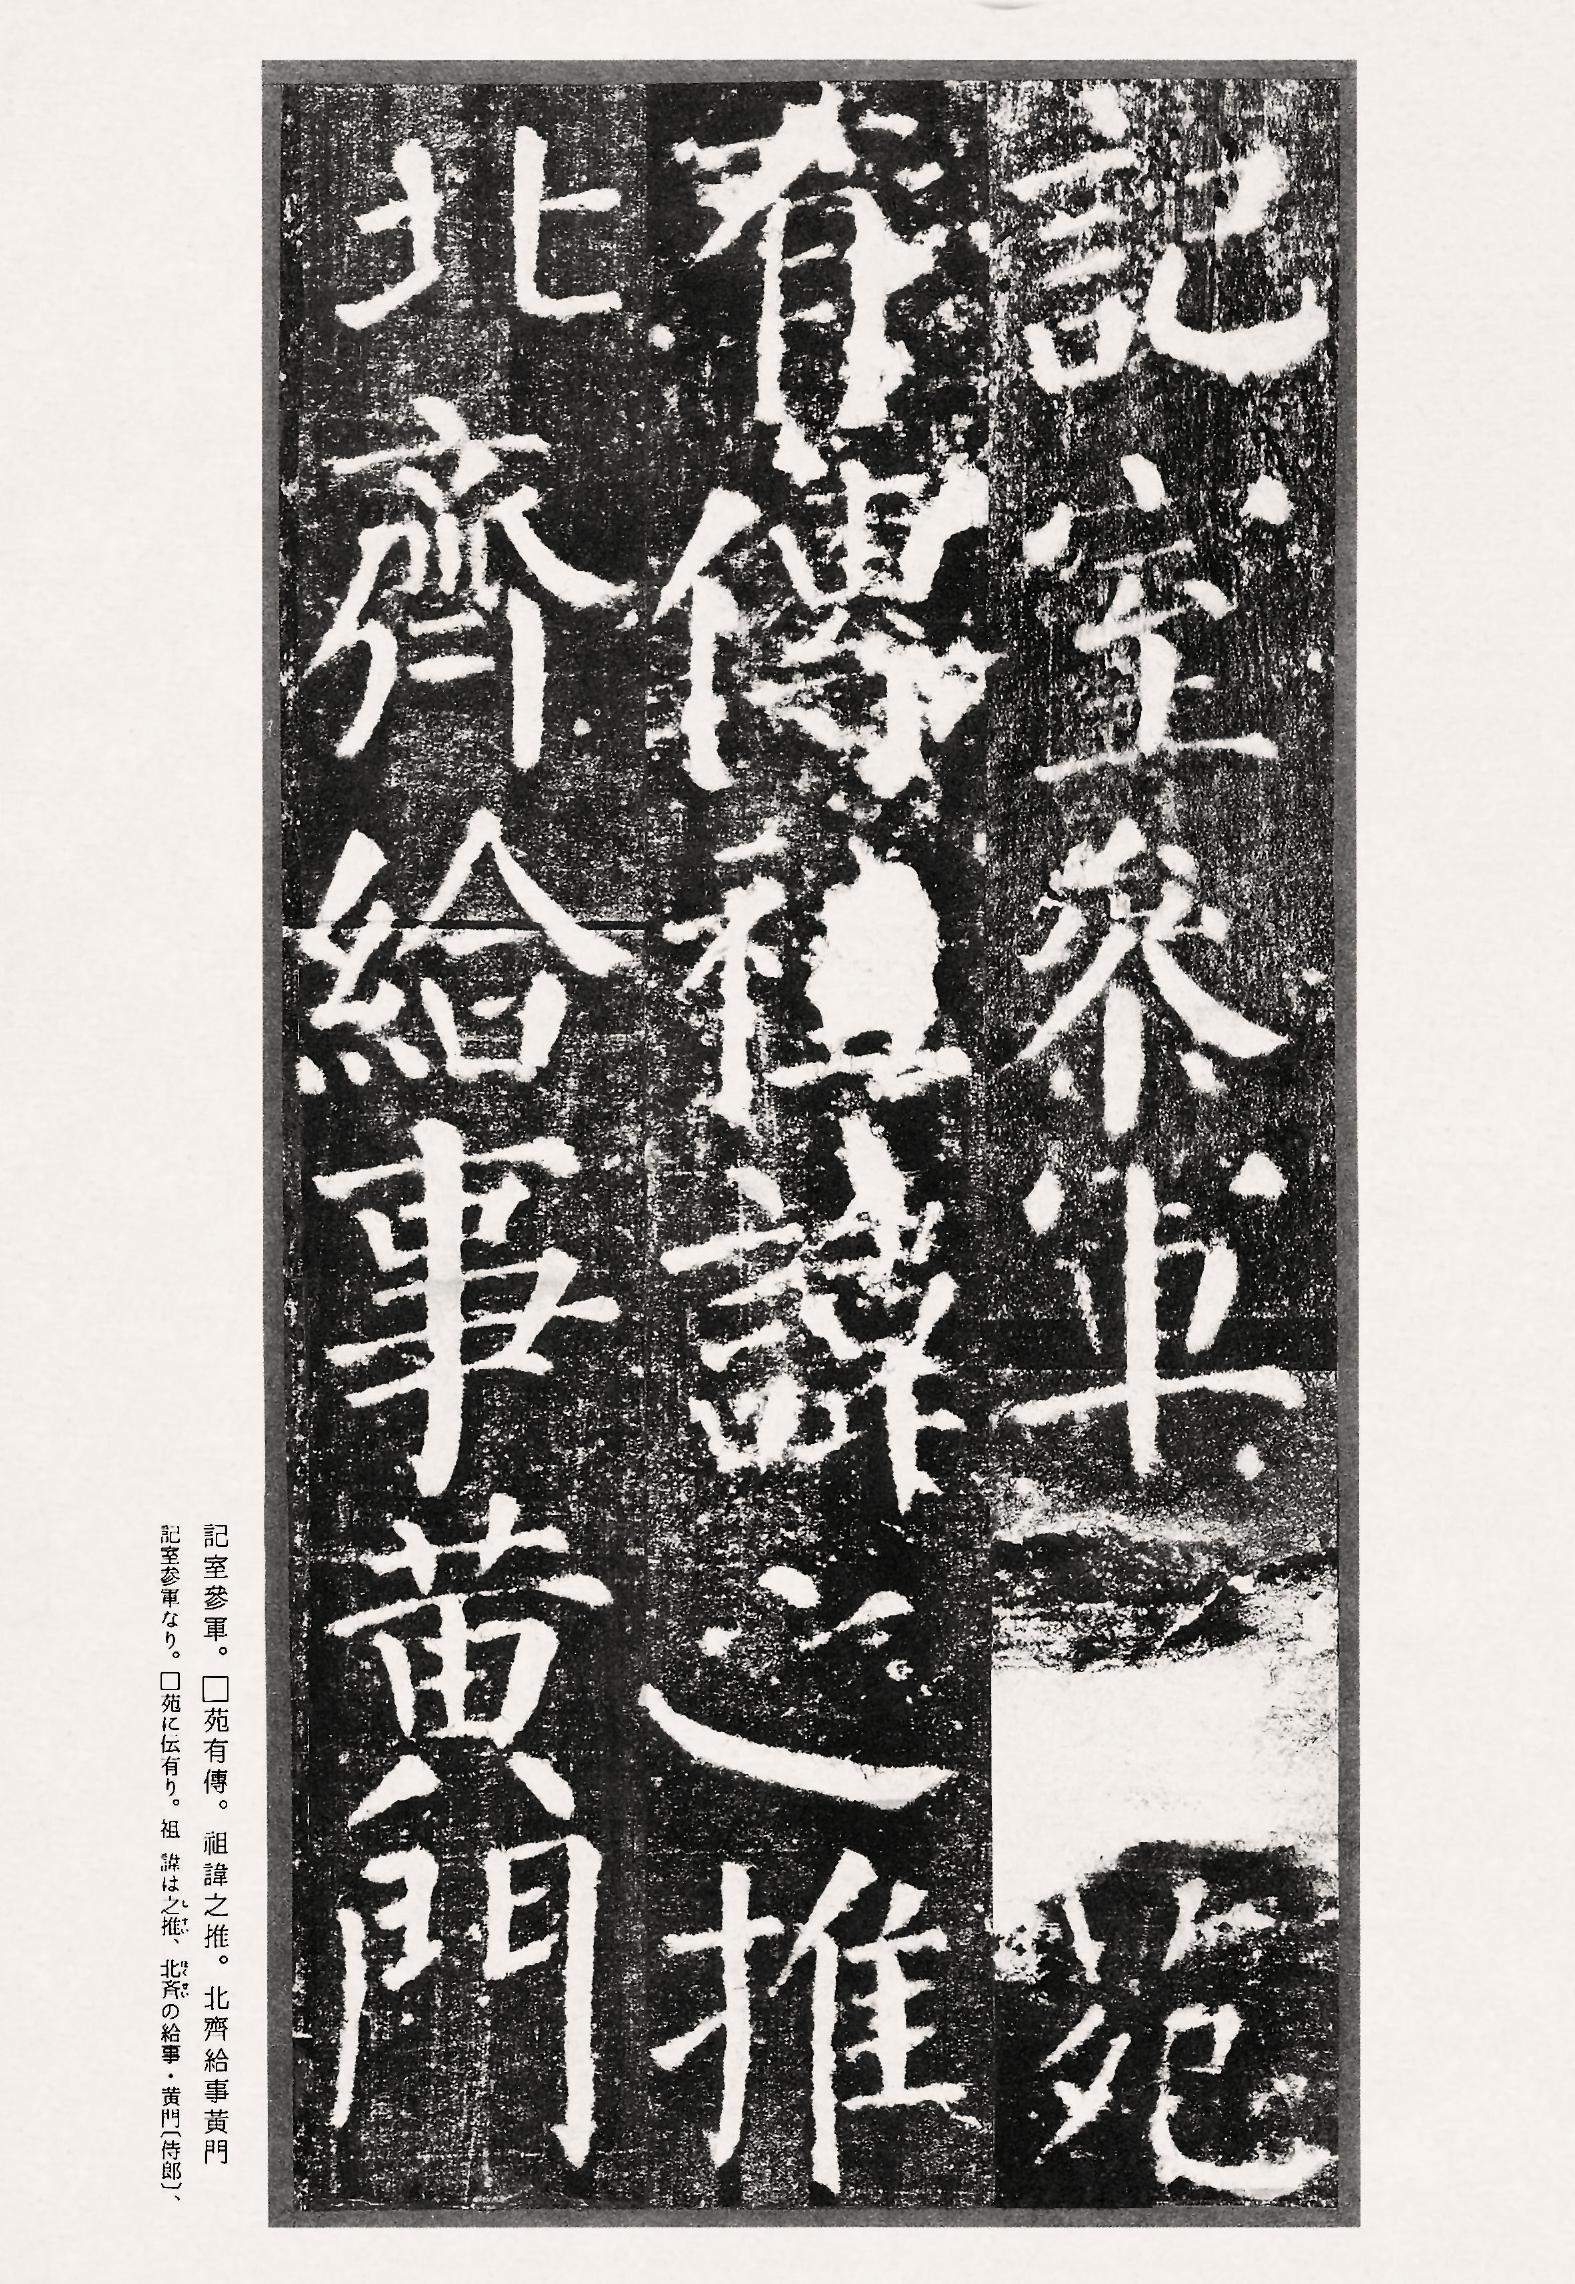 記室參軍
苑
有傳祖諱之推
北齊給事黃門
記室參軍。□苑有傳。祖諱之推。北齊給事黃門
記室参軍なり。□苑に伝有り。祖諱は之推、北斉の給事・黄門〔侍郎〕、